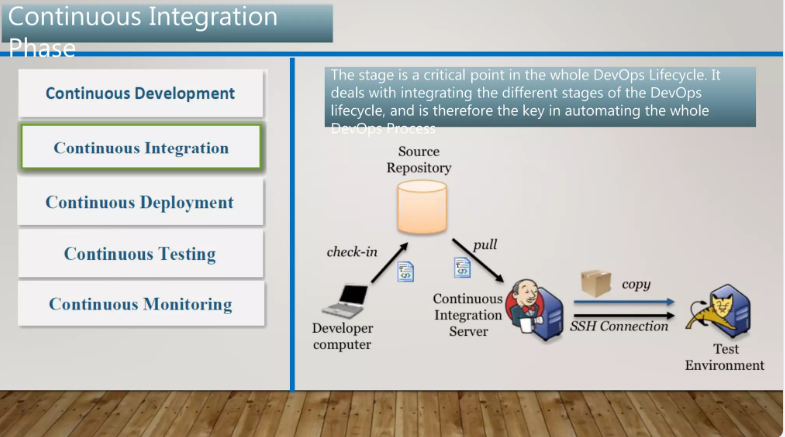 Continuous Integration
Phase
Continuous Development
Continuous Integration
Continuous Deployment
Continuous Testing
Continuous Monitoring
The stage is a critical point in the whole DevOps Lifecycle. It
deals with integrating the different stages of the DevOps
lifecycle, and is therefore the key in automating the whole
DevOps Process
Source
Repository
check-in
pull
Developer
computer
Continuous
Integration
Server
copy
SSH Connection
Test
Environment